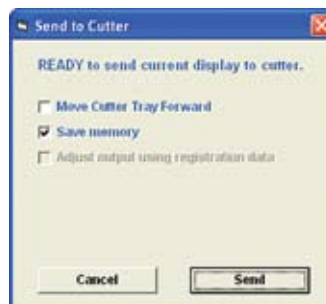 Send to Cutter
READY to send current display to cutter.
Move Cutter Tray Forward
Save memory
Adjust output using registration data
Cancel
Send